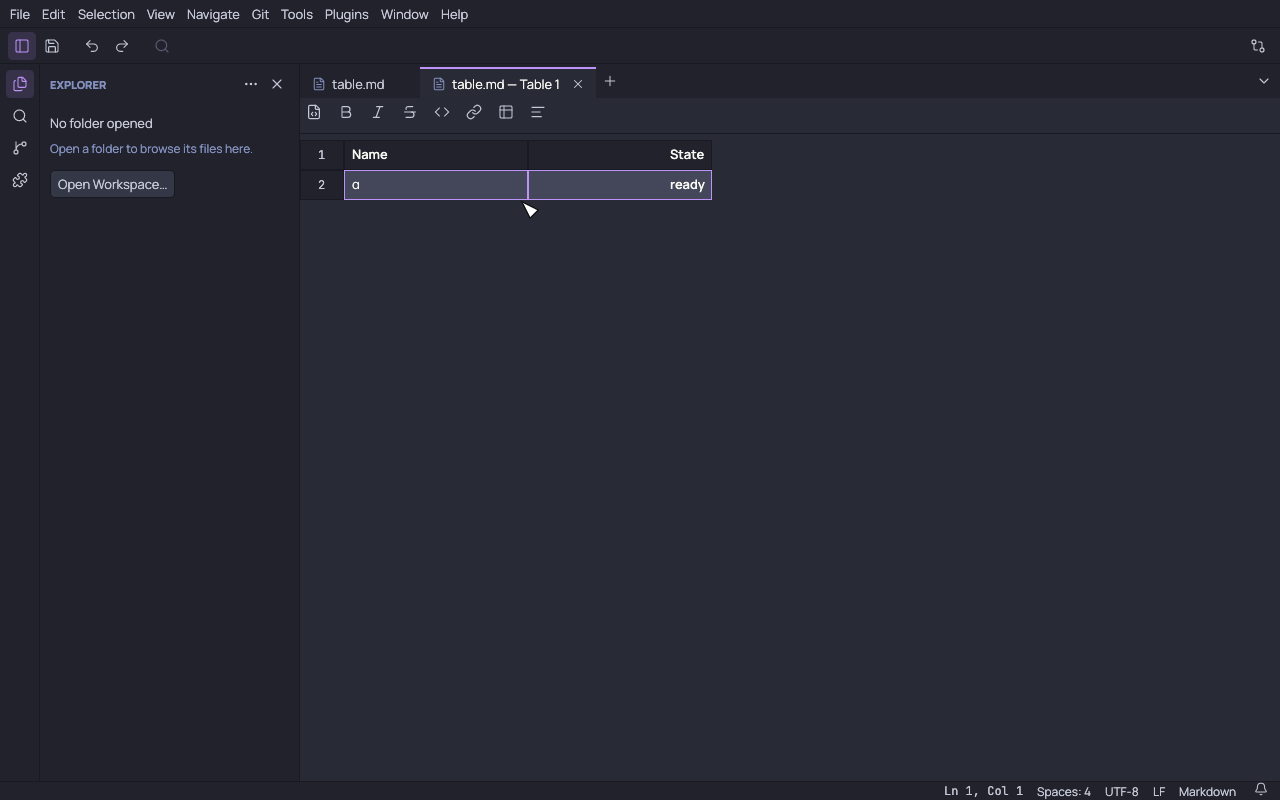 File Edit Selection View Navigate Git Tools Plugins Window Help
EXPLORER
table.md
table.md — Table 1
No folder opened
Open a folder to browse its files here.
Open Workspace...
1 Name State
2 a ready
Ln 1, Col 1 Spaces: 4 UTF-8 LF Markdown